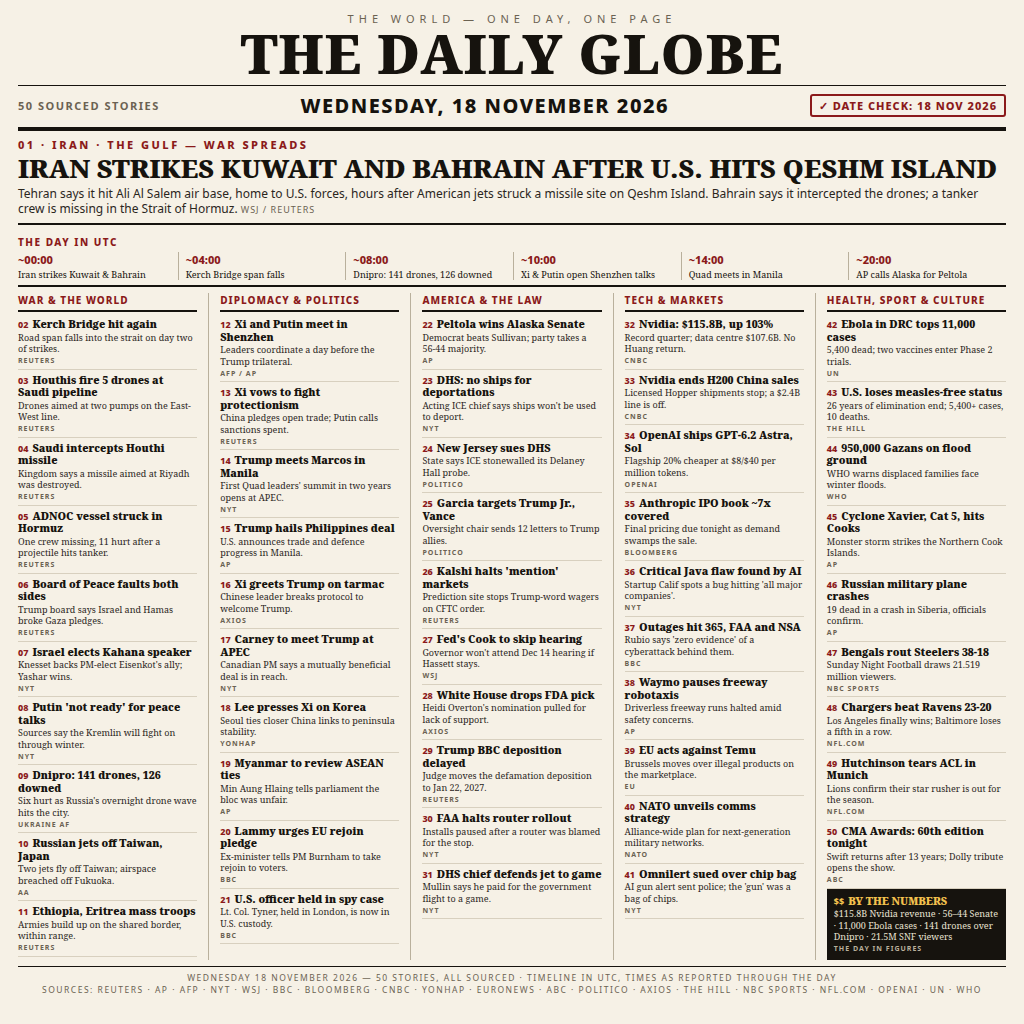 THE WORLD — ONE DAY, ONE PAGE
THE DAILY GLOBE
50 SOURCED STORIES
WEDNESDAY, 18 NOVEMBER 2026
✓ DATE CHECK: 18 NOV 2026
01 · IRAN · THE GULF — WAR SPREADS
IRAN STRIKES KUWAIT AND BAHRAIN AFTER U.S. HITS QESHM ISLAND
Tehran says it hit Ali Al Salem air base, home to U.S. forces, hours after American jets struck a missile site on Qeshm Island. Bahrain says it intercepted the drones; a tanker
crew is missing in the Strait of Hormuz. WSJ / REUTERS
THE DAY IN UTC
~00:00
Iran strikes Kuwait & Bahrain
~04:00
Kerch Bridge span falls
~08:00
Dnipro: 141 drones, 126 downed
~10:00
Xi & Putin open Shenzhen talks
~14:00
Quad meets in Manila
~20:00
AP calls Alaska for Peltola
WAR & THE WORLD
02 Kerch Bridge hit again
Road span falls into the strait on day two
of strikes.
REUTERS
03 Houthis fire 5 drones at
Saudi pipeline
Drones aimed at two pumps on the East-
West line.
REUTERS
04 Saudi intercepts Houthi
missile
Kingdom says a missile aimed at Riyadh
was destroyed.
REUTERS
05 ADNOC vessel struck in
Hormuz
One crew missing, 11 hurt after a
projectile hits tanker.
REUTERS
06 Board of Peace faults both
sides
Trump board says Israel and Hamas
broke Gaza pledges.
REUTERS
07 Israel elects Kahana speaker
Knesset backs PM-elect Eisenkot's ally;
Yashar wins.
NYT
08 Putin 'not ready' for peace
talks
Sources say the Kremlin will fight on
through winter.
NYT
09 Dnipro: 141 drones, 126
downed
Six hurt as Russia's overnight drone wave
hits the city.
UKRAINE AF
10 Russian jets off Taiwan,
Japan
Two jets fly off Taiwan; airspace
breached off Fukuoka.
AA
11 Ethiopia, Eritrea mass troops
Armies build up on the shared border,
within range.
REUTERS
DIPLOMACY & POLITICS
12 Xi and Putin meet in
Shenzhen
Leaders coordinate a day before the
Trump trilateral.
AFP / AP
13 Xi vows to fight
protectionism
China pledges open trade; Putin calls
sanctions spent.
REUTERS
14 Trump meets Marcos in
Manila
First Quad leaders' summit in two years
opens at APEC.
NYT
15 Trump hails Philippines deal
U.S. announces trade and defence
progress in Manila.
AP
16 Xi greets Trump on tarmac
Chinese leader breaks protocol to
welcome Trump.
AXIOS
17 Carney to meet Trump at
APEC
Canadian PM says a mutually beneficial
deal is in reach.
NYT
18 Lee presses Xi on Korea
Seoul ties closer China links to peninsula
stability.
YONHAP
19 Myanmar to review ASEAN
ties
Min Aung Hlaing tells parliament the
bloc was unfair.
AP
20 Lammy urges EU rejoin
pledge
Ex-minister tells PM Burnham to take
rejoin to voters.
BBC
21 U.S. officer held in spy case
Lt. Col. Tyner, held in London, is now in
U.S. custody.
BBC
AMERICA & THE LAW
22 Peltola wins Alaska Senate
Democrat beats Sullivan; party takes a
56-44 majority.
AP
23 DHS: no ships for
deportations
Acting ICE chief says ships won't be used
to deport.
NYT
24 New Jersey sues DHS
State says ICE stonewalled its Delaney
Hall probe.
POLITICO
25 Garcia targets Trump Jr.,
Vance
Oversight chair sends 12 letters to Trump
allies.
POLITICO
26 Kalshi halts 'mention'
markets
Prediction site stops Trump-word wagers
on CFTC order.
REUTERS
27 Fed's Cook to skip hearing
Governor won't attend Dec 14 hearing if
Hassett stays.
WSJ
28 White House drops FDA pick
Heidi Overton's nomination pulled for
lack of support.
AXIOS
29 Trump BBC deposition
delayed
Judge moves the defamation deposition
to Jan 22, 2027.
REUTERS
30 FAA halts router rollout
Installs paused after a router was blamed
for the stop.
NYT
31 DHS chief defends jet to game
Mullin says he paid for the government
flight to a game.
NYT
TECH & MARKETS
32 Nvidia: $115.8B, up 103%
Record quarter; data centre $107.6B. No
Huang return.
CNBC
33 Nvidia ends H200 China sales
Licensed Hopper shipments stop; a $2.4B
line is off.
CNBC
34 OpenAI ships GPT-6.2 Astra,
Sol
Flagship 20% cheaper at $8/$40 per
million tokens.
OPENAI
35 Anthropic IPO book ~7x
covered
Final pricing due tonight as demand
swamps the sale.
BLOOMBERG
36 Critical Java flaw found by AI
Startup Calif spots a bug hitting 'all major
companies'.
NYT
37 Outages hit 365, FAA and NSA
Rubio says 'zero evidence' of a
cyberattack behind them.
BBC
38 Waymo pauses freeway
robotaxis
Driverless freeway runs halted amid
safety concerns.
AP
39 EU acts against Temu
Brussels moves over illegal products on
the marketplace.
EU
40 NATO unveils comms
strategy
Alliance-wide plan for next-generation
military networks.
NATO
41 Omnilert sued over chip bag
AI gun alert sent police; the 'gun' was a
bag of chips.
NYT
HEALTH, SPORT & CULTURE
42 Ebola in DRC tops 11,000
cases
5,400 dead; two vaccines enter Phase 2
trials.
UN
43 U.S. loses measles-free status
26 years of elimination end; 5,400+ cases,
10 deaths.
THE HILL
44 950,000 Gazans on flood
ground
WHO warns displaced families face
winter floods.
WHO
45 Cyclone Xavier, Cat 5, hits
Cooks
Monster storm strikes the Northern Cook
Islands.
AP
46 Russian military plane
crashes
19 dead in a crash in Siberia, officials
confirm.
AP
47 Bengals rout Steelers 38-18
Sunday Night Football draws 21.519
million viewers.
NBC SPORTS
48 Chargers beat Ravens 23-20
Los Angeles finally wins; Baltimore loses
a fifth in a row.
NFL.COM
49 Hutchinson tears ACL in
Munich
Lions confirm their star rusher is out for
the season.
NFL.COM
50 CMA Awards: 60th edition
tonight
Swift returns after 13 years; Dolly tribute
opens the show.
ABC
$$ BY THE NUMBERS
$115.8B Nvidia revenue · 56–44 Senate
· 11,000 Ebola cases · 141 drones over
Dnipro · 21.5M SNF viewers
THE DAY IN FIGURES
WEDNESDAY 18 NOVEMBER 2026 — 50 STORIES, ALL SOURCED · TIMELINE IN UTC, TIMES AS REPORTED THROUGH THE DAY
SOURCES: REUTERS · AP · AFP · NYT · WSJ · BBC · BLOOMBERG · CNBC · YONHAP · EURONEWS · ABC · POLITICO · AXIOS · THE HILL · NBC SPORTS · NFL.COM · OPENAI · UN · WHO